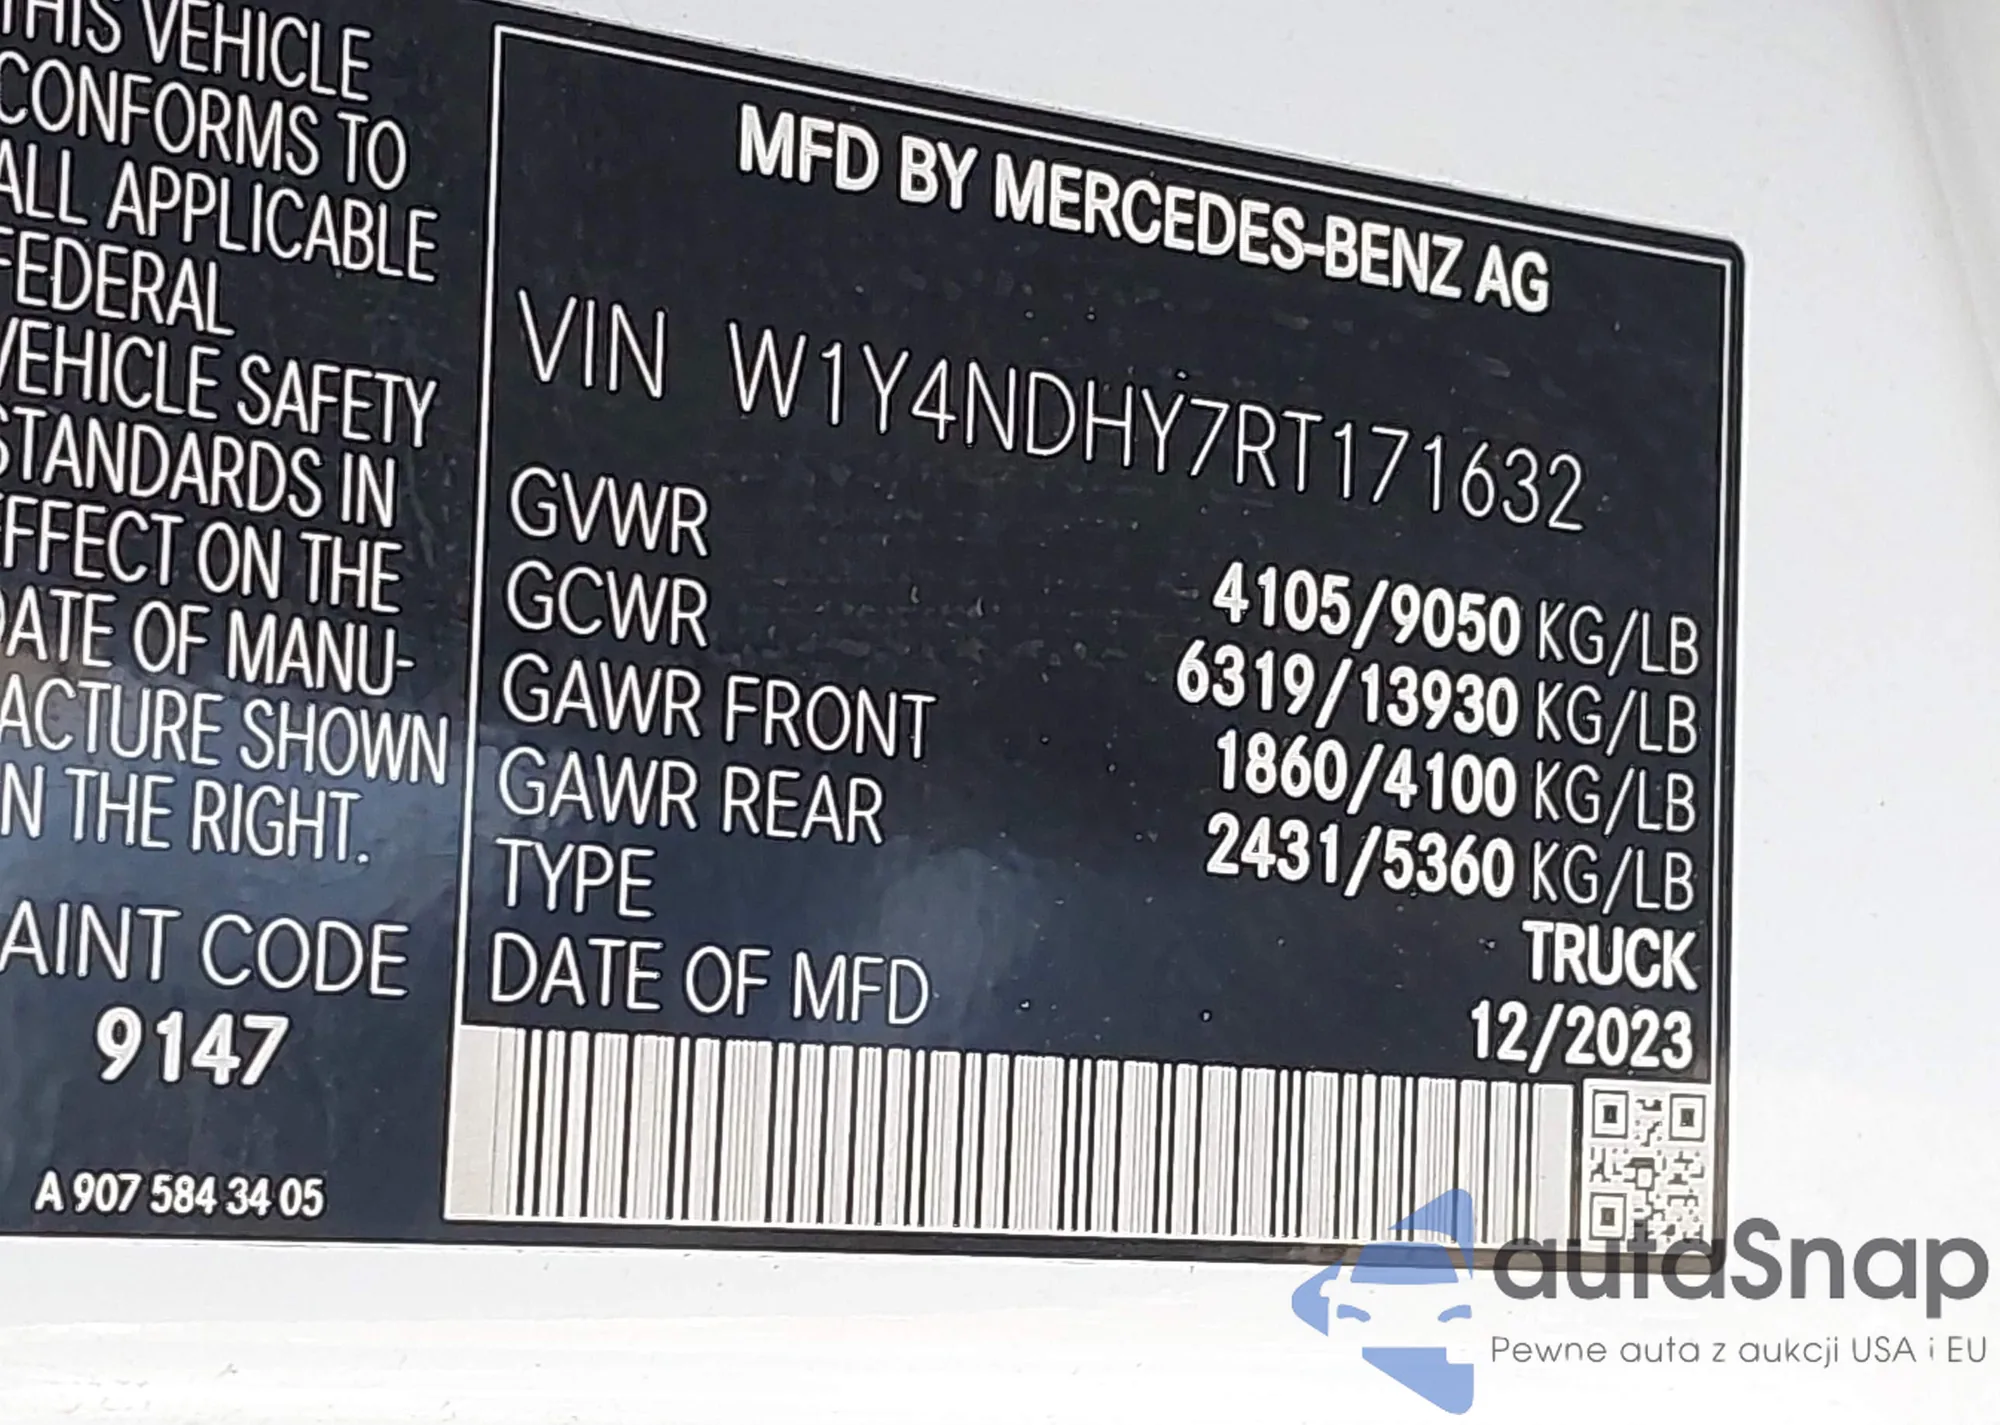 THIS VEHICLE
CONFORMS TO
ALL APPLICABLE
FEDERAL
VEHICLE SAFETY
STANDARDS IN
EFFECT ON THE
DATE OF MANU-
FACTURE SHOWN
IN THE RIGHT.
AINT CODE
9147
A 907 584 34 05
MFD BY MERCEDES-BENZ AG
VIN W1Y4NDHY7RT171632
GVWR 4105/9050 KG/LB
GCWR 6319/13930 KG/LB
GAWR FRONT 1860/4100 KG/LB
GAWR REAR 2431/5360 KG/LB
TYPE TRUCK
DATE OF MFD 12/2023
autoSnap
Pewne auta z aukcji USA i EU